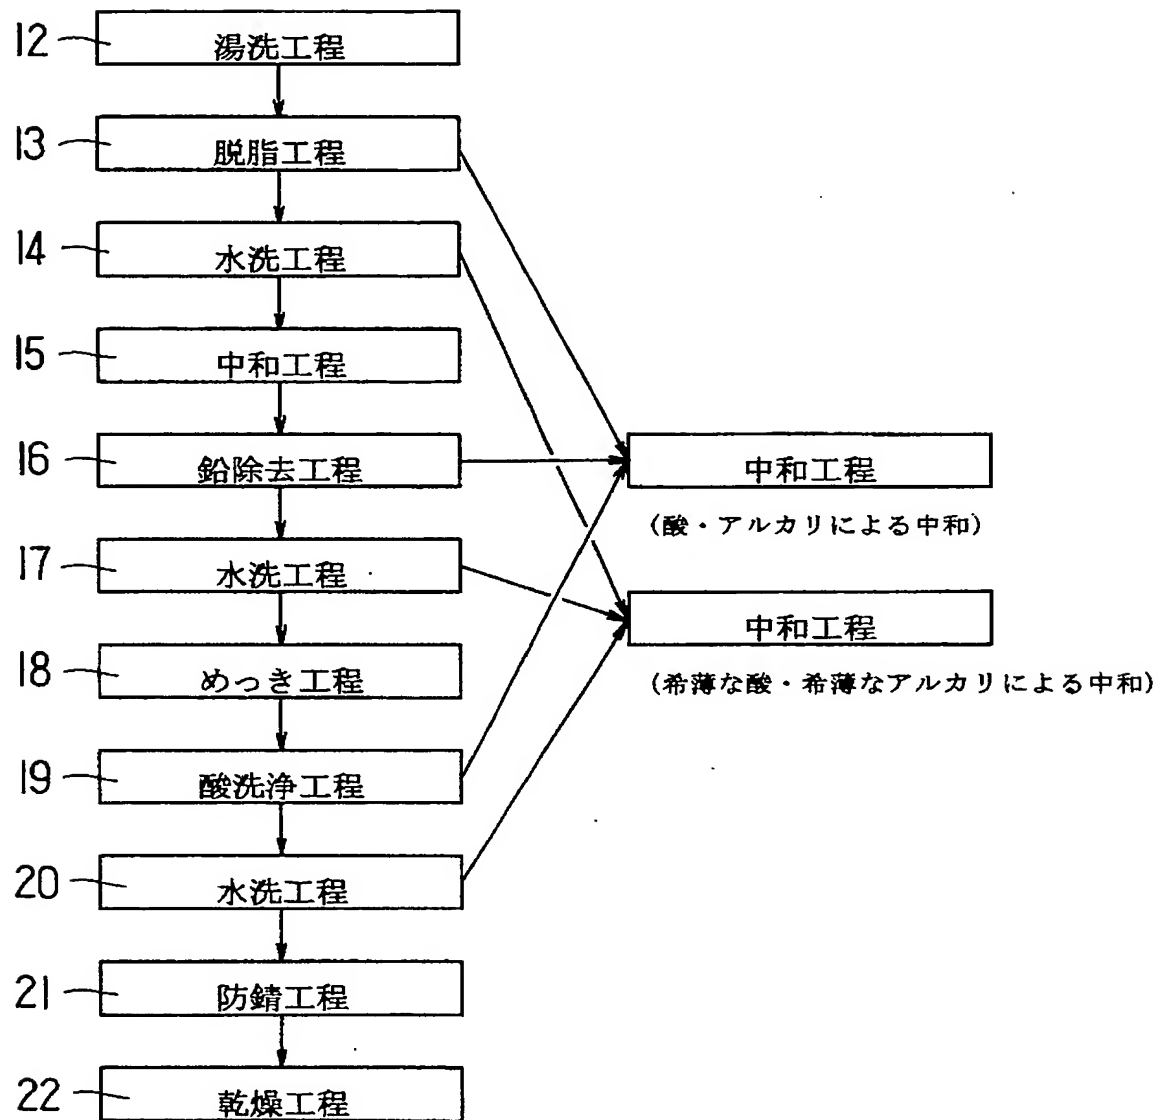 12 湯洗工程
13 脱脂工程
14 水洗工程
15 中和工程
16 鉛除去工程
中和工程
(酸・アルカリによる中和)
17 水洗工程
中和工程
18 めっき工程
(希薄な酸・希薄なアルカリによる中和)
19 酸洗浄工程
20 水洗工程
21 防錆工程
22 乾燥工程